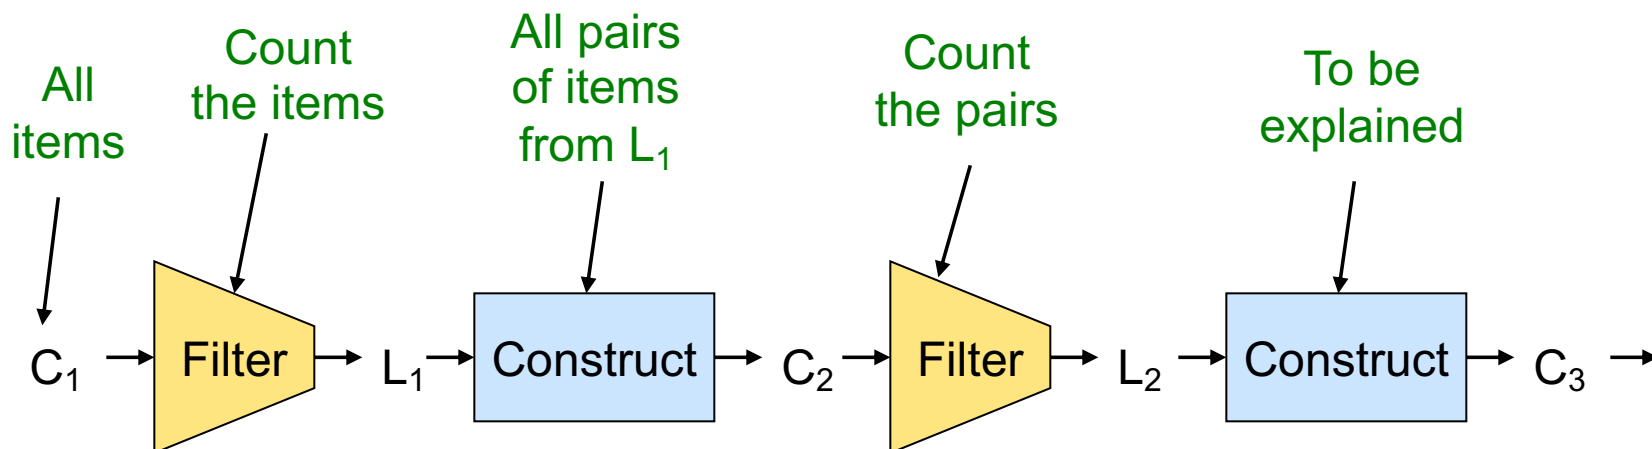 All
items
Count
the items
All pairs
of items
from L₁
Count
the pairs
To be
explained
C₁ Filter L₁ Construct C₂ Filter L₂ Construct C₃